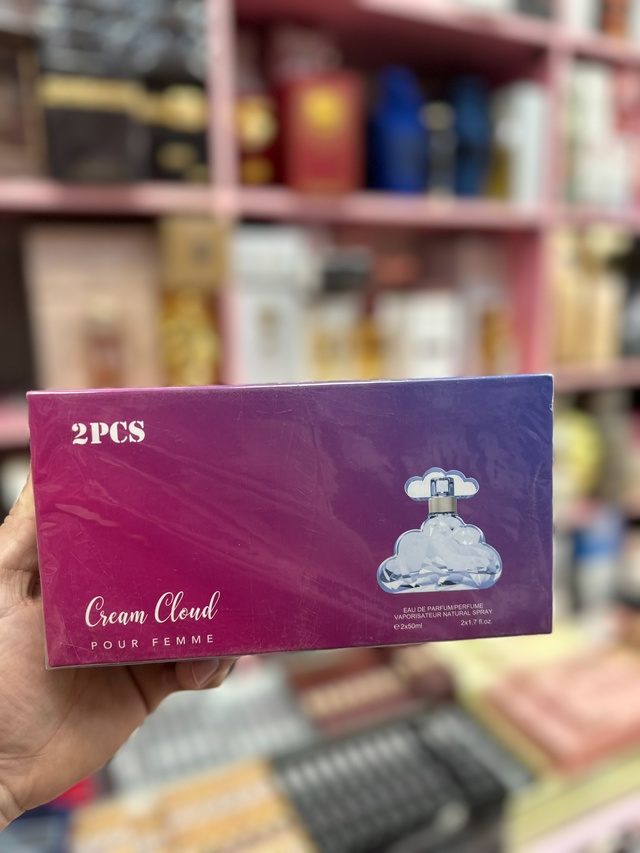 2PCS
Cream Cloud
POUR FEMME
EAU DE PARFUM/PERFUME
VAPORISATEUR NATURAL SPRAY
℮2x50ml 2x1.7 fl.oz.